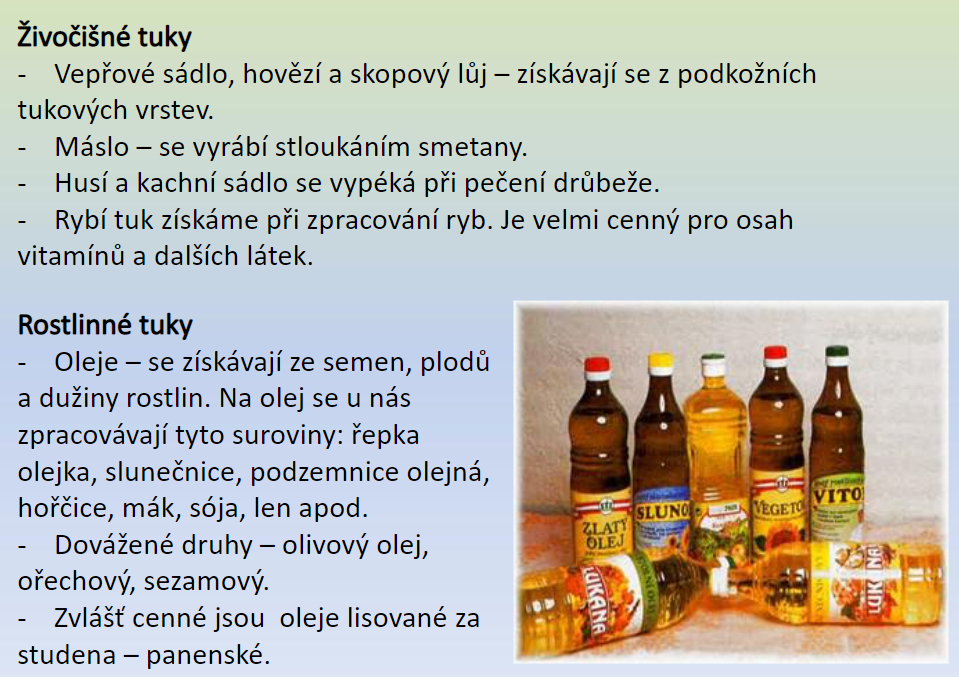 Živočišné tuky
- Vepřové sádlo, hovězí a skopový lůj – získávají se z podkožních
tukových vrstev.
- Máslo – se vyrábí stloukáním smetany.
- Husí a kachní sádlo se vypéká při pečení drůbeže.
- Rybí tuk získáme při zpracování ryb. Je velmi cenný pro osah
vitamínů a dalších látek.
Rostlinné tuky
- Oleje – se získávají ze semen, plodů
a dužiny rostlin. Na olej se u nás
zpracovávají tyto suroviny: řepka
olejka, slunečnice, podzemnice olejná,
hořčice, mák, sója, len apod.
- Dovážené druhy – olivový olej,
ořechový, sezamový.
- Zvlášť cenné jsou oleje lisované za
studena – panenské.
ZLATÝ
OLEJ
SLUNO
VEGETO
VITO
LUKANA
LUKANA